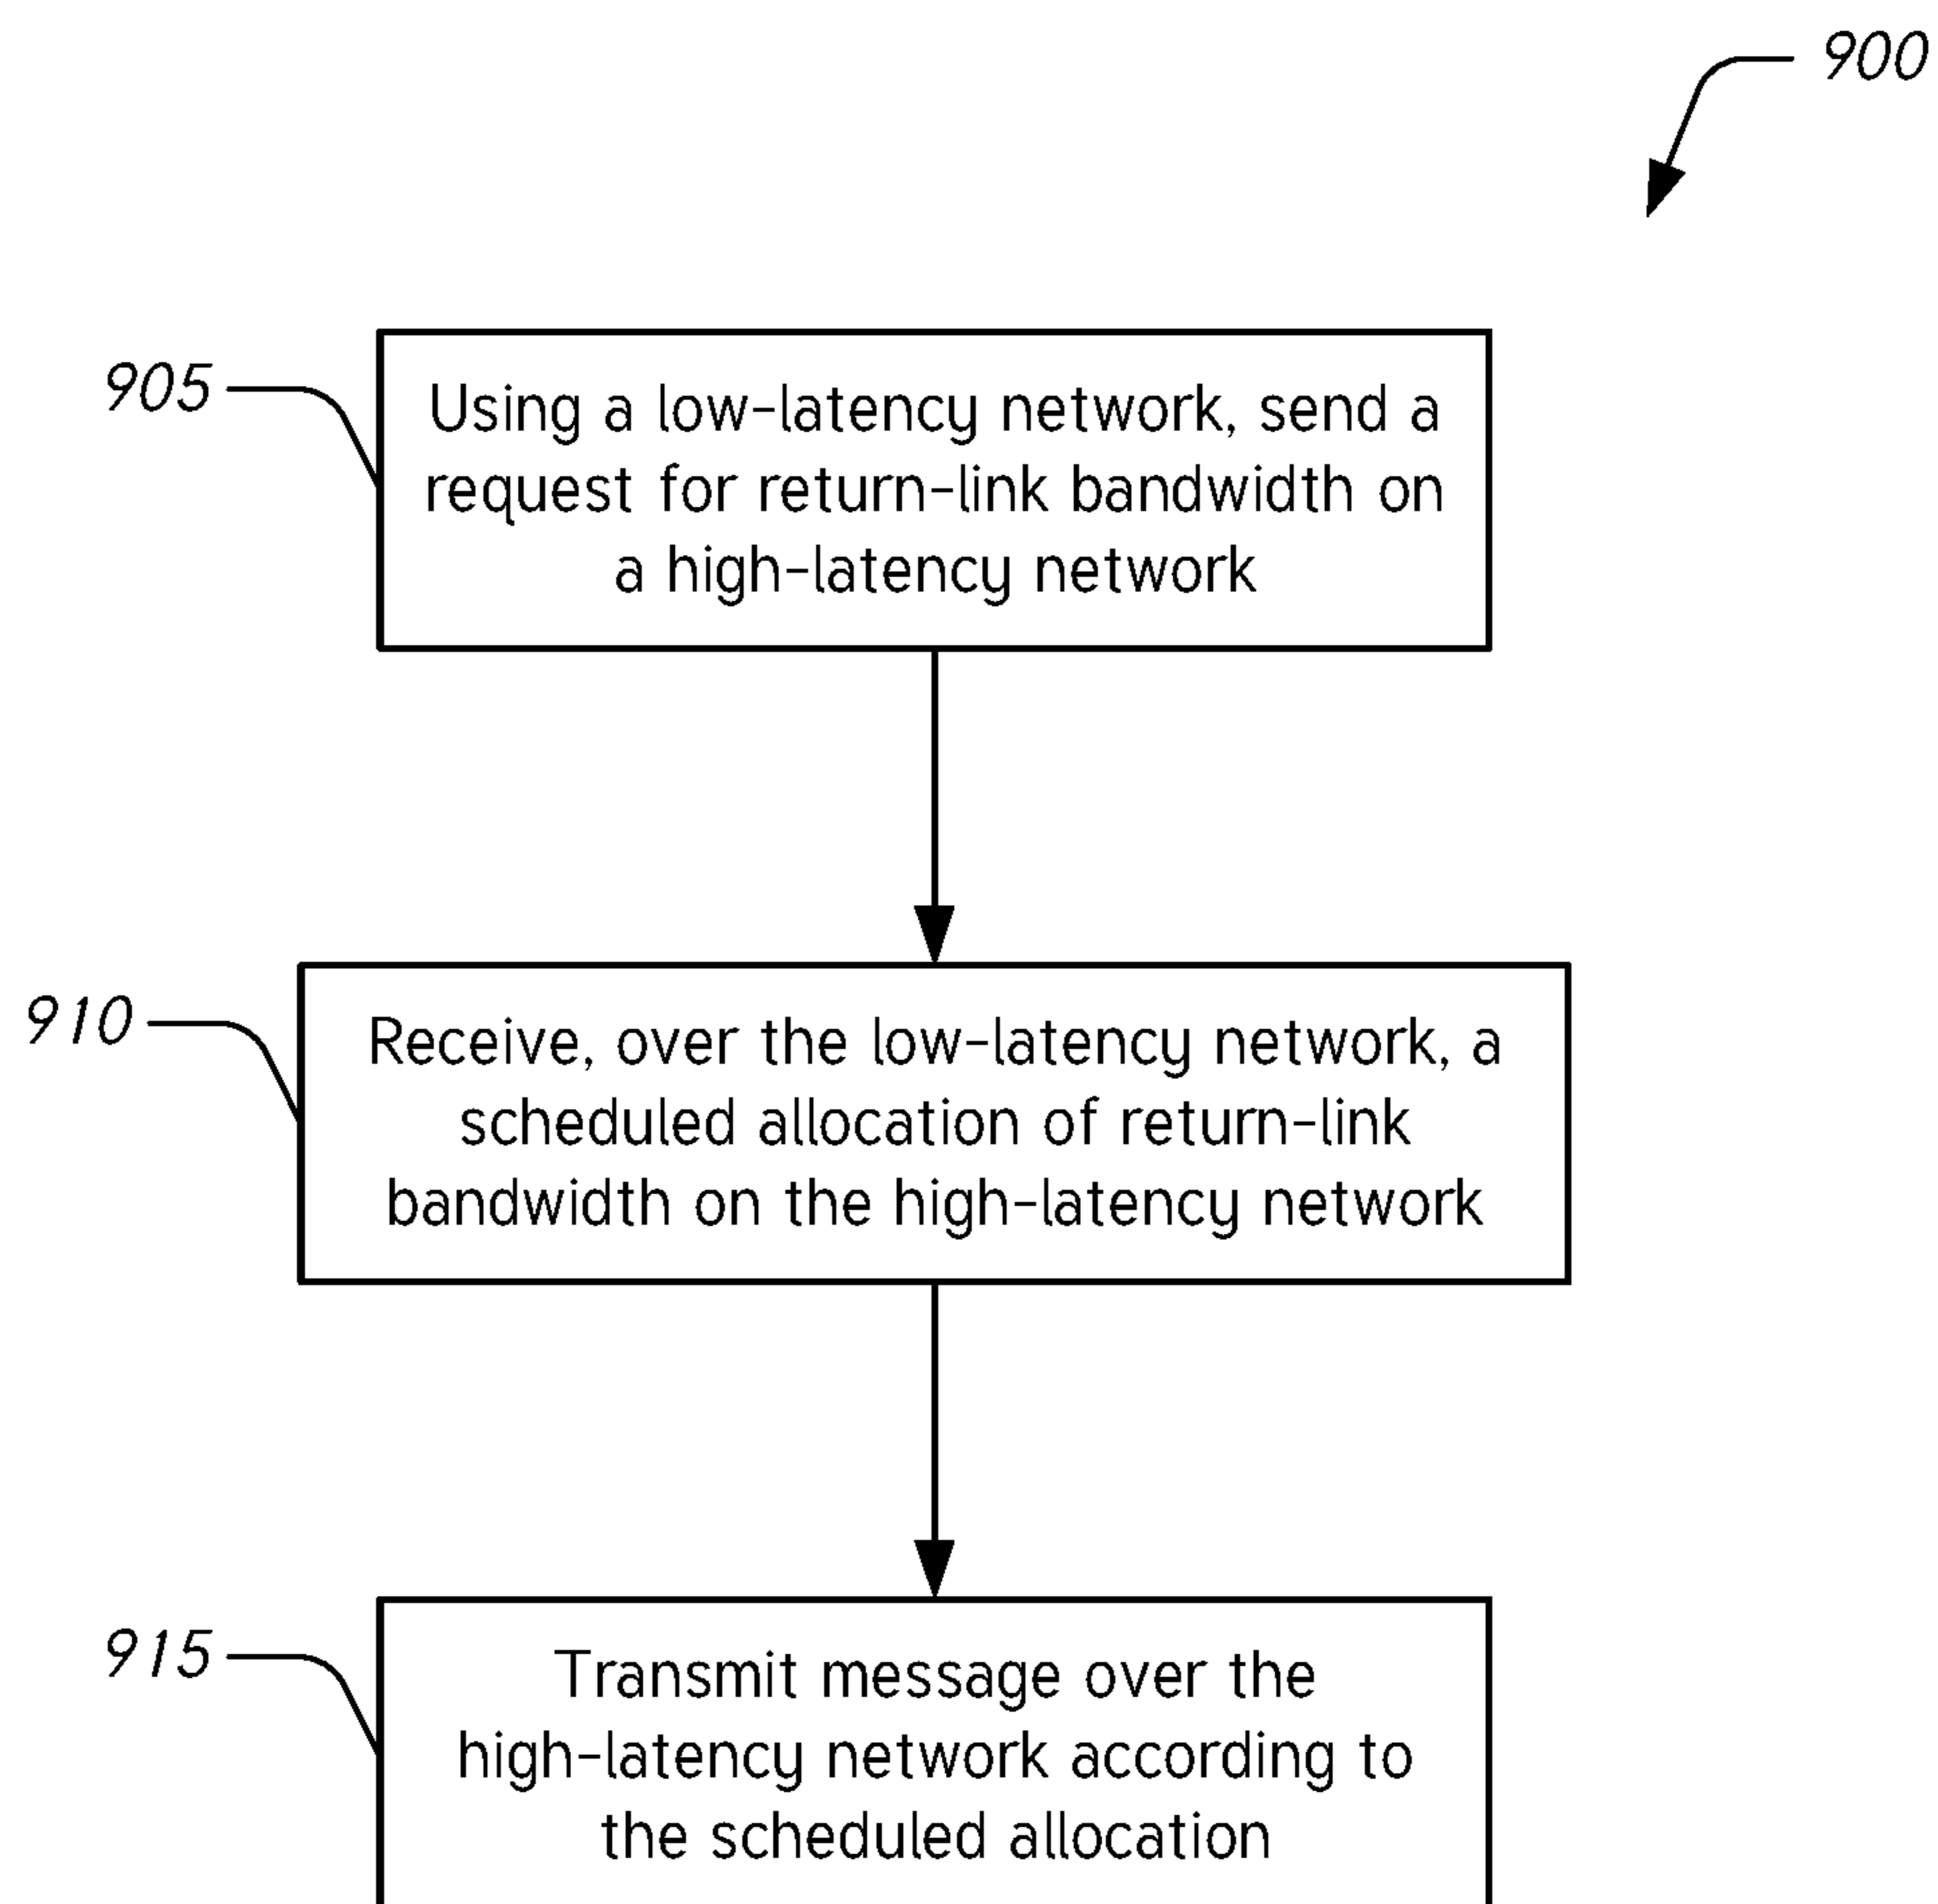 900
905
Using a low-latency network, send a
request for return-link bandwidth on
a high-latency network
910
Receive, over the low-latency network, a
scheduled allocation of return-link
bandwidth on the high-latency network
915
Transmit message over the
high-latency network according to
the scheduled allocation